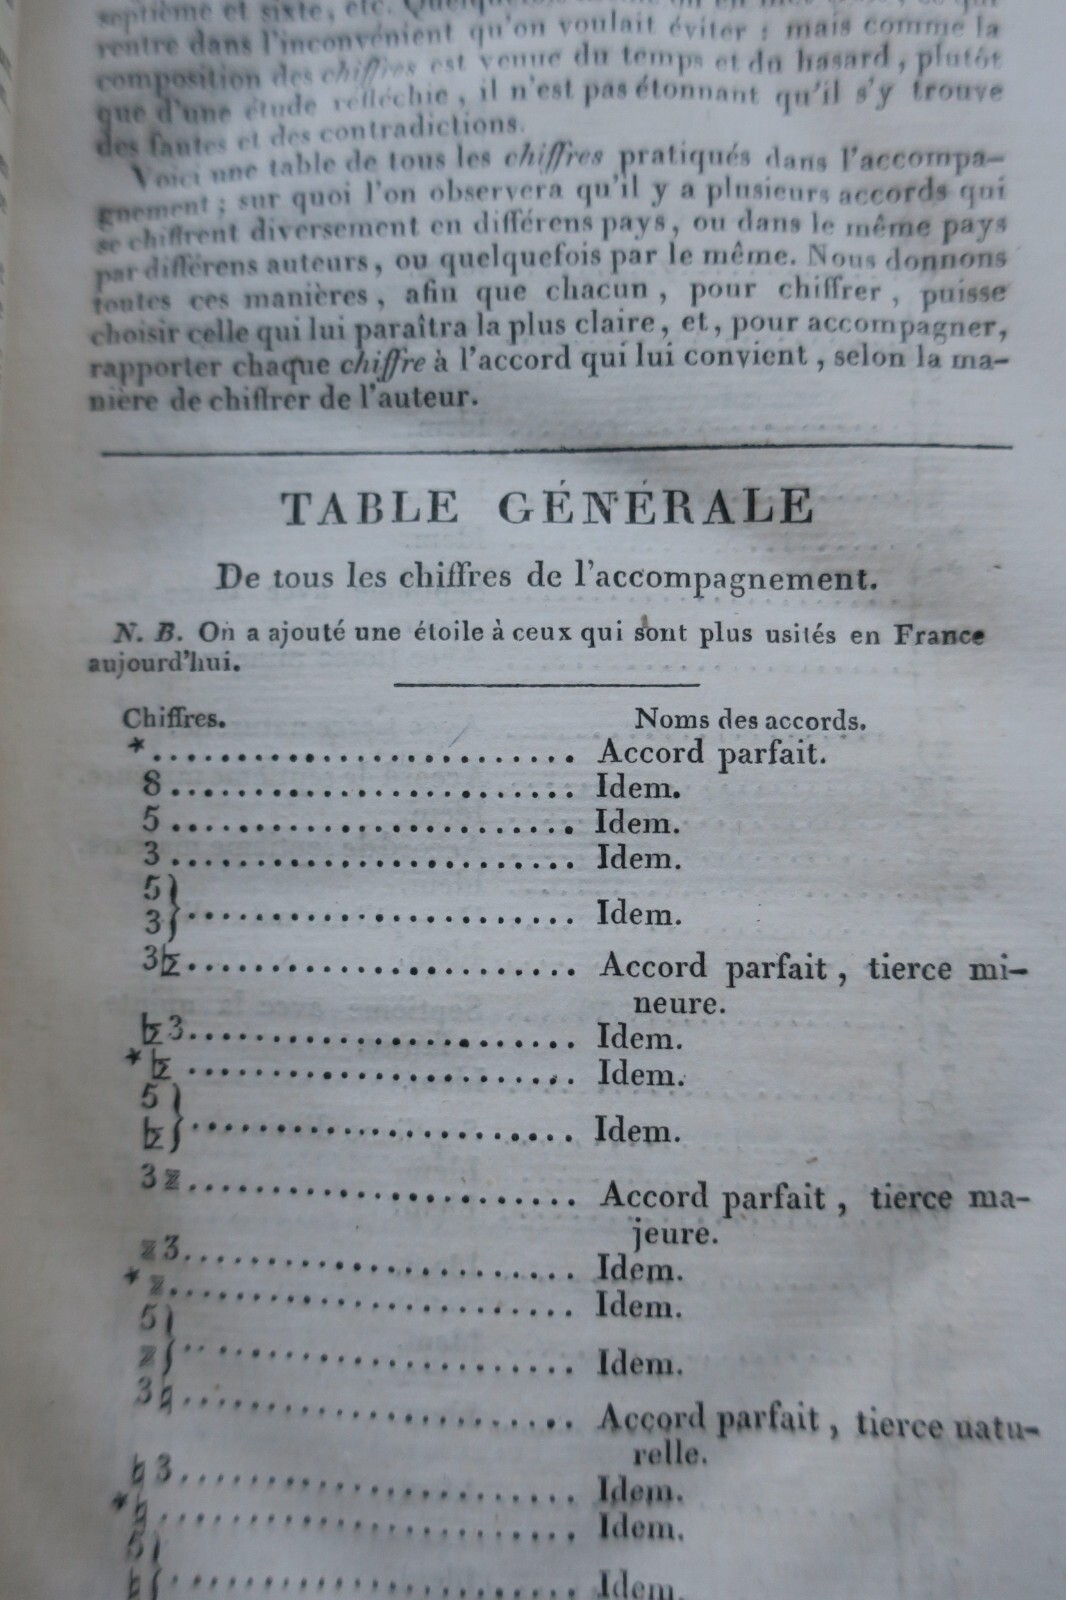 septième et sixte, etc.
rentre dans l'inconvénient qu'on voulait éviter ; mais comme la
composition des chiffres est venue du temps et du hasard, plutôt
que d'une étude réfléchie, il n'est pas étonnant qu'il s'y trouve
des fautes et des contradictions.
Voici une table de tous les chiffres pratiqués dans l'accompa-
gnement ; sur quoi l'on observera qu'il y a plusieurs accords qui
se chiffrent diversement en différens pays, ou dans le même pays
par différens auteurs, ou quelquefois par le même. Nous donnons
toutes ces manières, afin que chacun, pour chiffrer, puisse
choisir celle qui lui paraîtra la plus claire, et, pour accompagner,
rapporter chaque chiffre à l'accord qui lui convient, selon la ma-
nière de chiffrer de l'auteur.
TABLE GÉNÉRALE
De tous les chiffres de l'accompagnement.
N. B. On a ajouté une étoile à ceux qui sont plus usités en France
aujourd'hui.
Chiffres. Noms des accords.
*.......................... Accord parfait.
8.......................... Idem.
5.......................... Idem.
3.......................... Idem.
5}
3}.......................... Idem.
3♭.......................... Accord parfait, tierce mi-
neure.
♭3.......................... Idem.
*♭.......................... Idem.
5}
♭}.......................... Idem.
3♯.......................... Accord parfait, tierce ma-
jeure.
♯3.......................... Idem.
*♯.......................... Idem.
5}
♯}.......................... Idem.
3♮.......................... Accord parfait, tierce natu-
relle.
♮3.......................... Idem.
*♮.......................... Idem.
5}
♮{.......................... Idem.